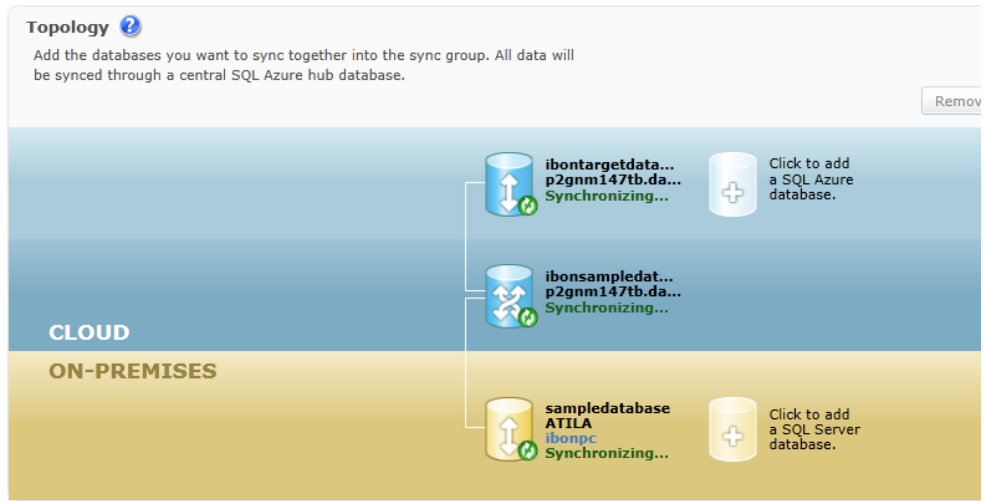 Topology ?
Add the databases you want to sync together into the sync group. All data will
be synced through a central SQL Azure hub database.
Remov
ibontargetdata...
p2gnm147tb.da...
Synchronizing...
Click to add
a SQL Azure
database.
ibonsampledat...
p2gnm147tb.da...
Synchronizing...
CLOUD
ON-PREMISES
sampledatabase
ATILA
ibonpc
Synchronizing...
Click to add
a SQL Server
database.